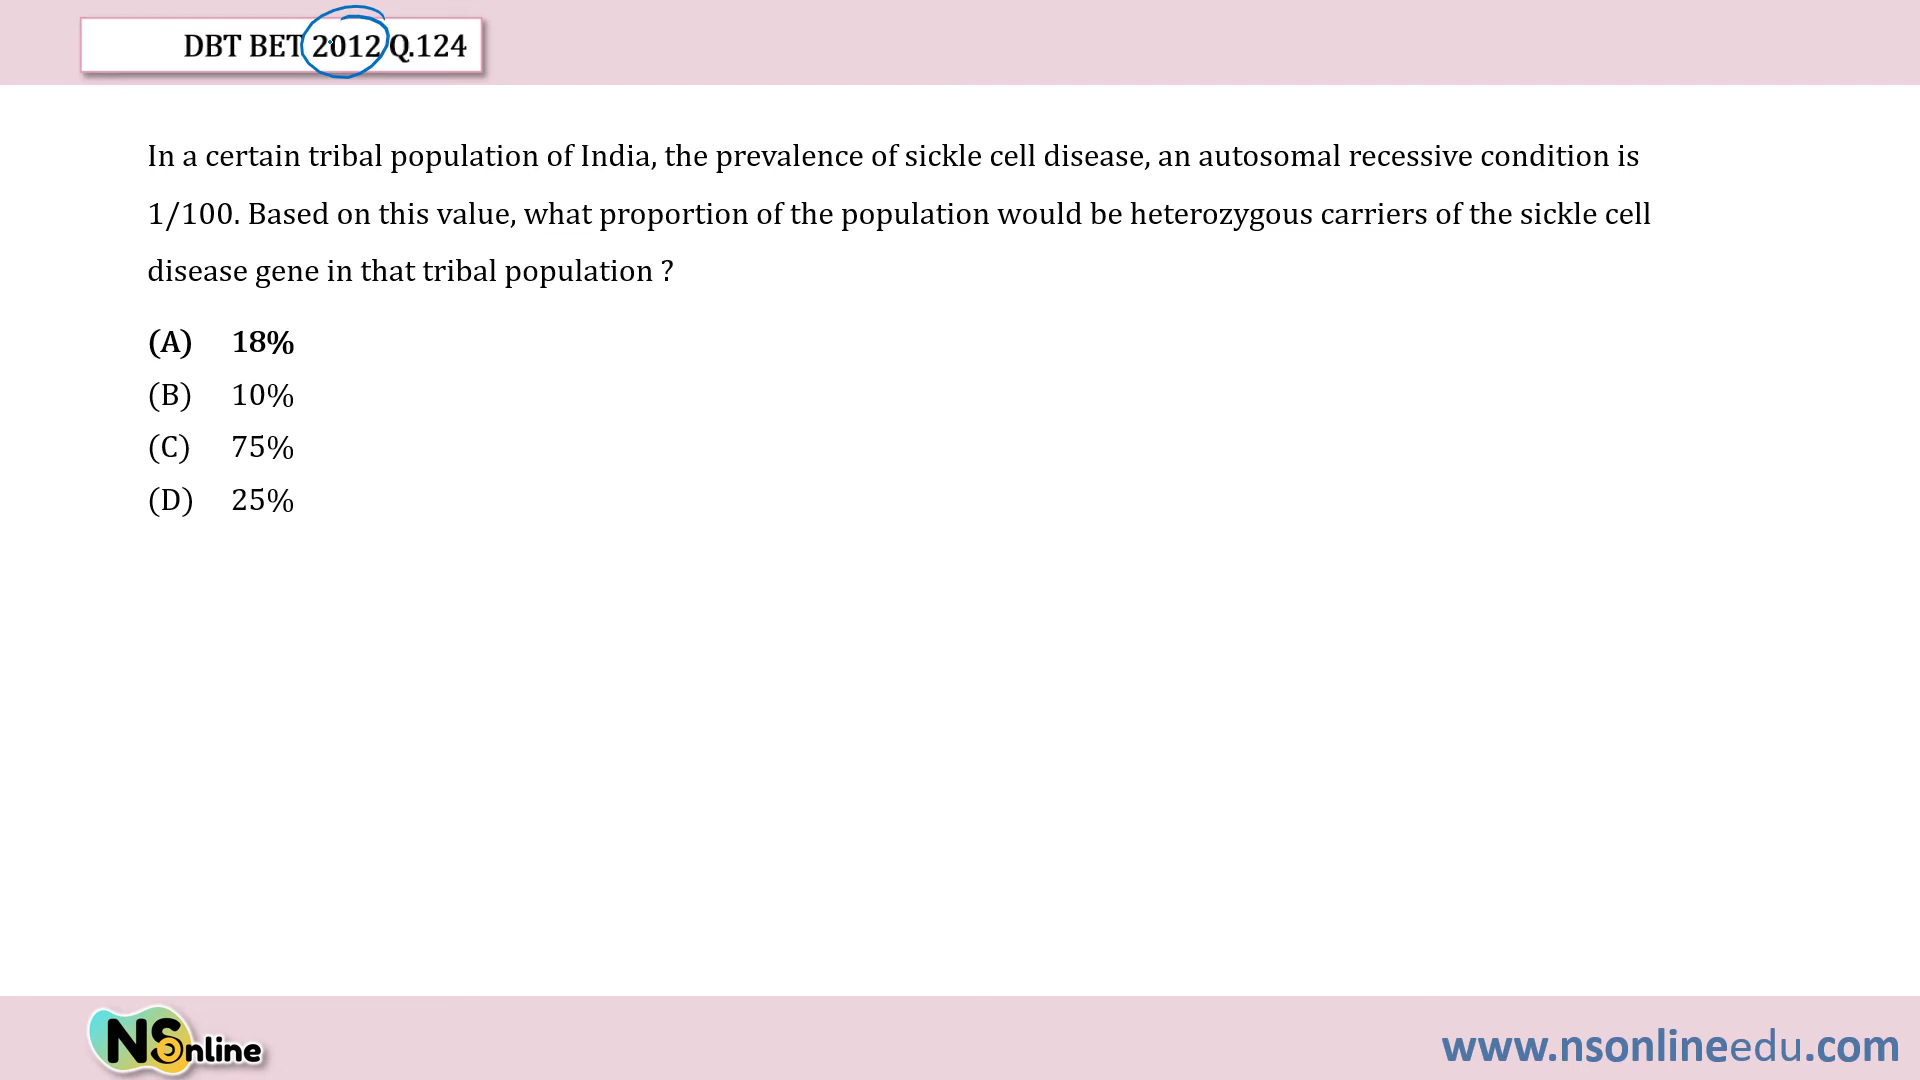 DBT BET 2012 Q.124
In a certain tribal population of India, the prevalence of sickle cell disease, an autosomal recessive condition is
1/100. Based on this value, what proportion of the population would be heterozygous carriers of the sickle cell
disease gene in that tribal population ?
(A) 18%
(B) 10%
(C) 75%
(D) 25%
NSOnline
www.nsonlineedu.com